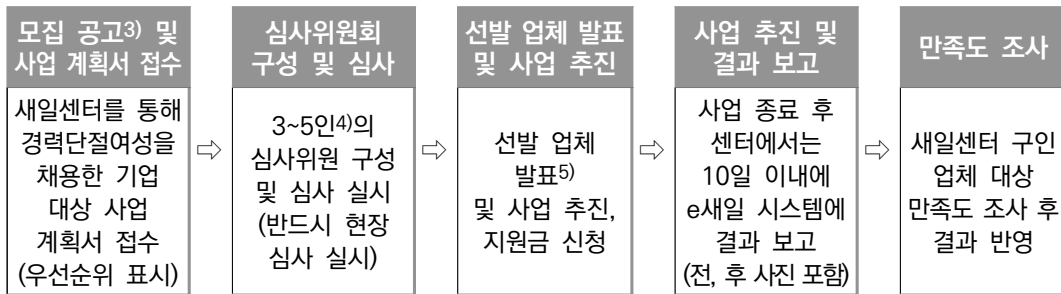 모집 공고3) 및
사업 계획서 접수
새일센터를 통해
경력단절여성을
채용한 기업
대상 사업
계획서 접수
(우선순위 표시)
⇨
심사위원회
구성 및 심사
3~5인4)의
심사위원 구성
및 심사 실시
(반드시 현장
심사 실시)
⇨
선발 업체 발표
및 사업 추진
선발 업체
발표5)
및 사업 추진,
지원금 신청
⇨
사업 추진 및
결과 보고
사업 종료 후
센터에서는
10일 이내에
e새일 시스템에
결과 보고
(전, 후 사진 포함)
⇨
만족도 조사
새일센터 구인
업체 대상
만족도 조사 후
결과 반영